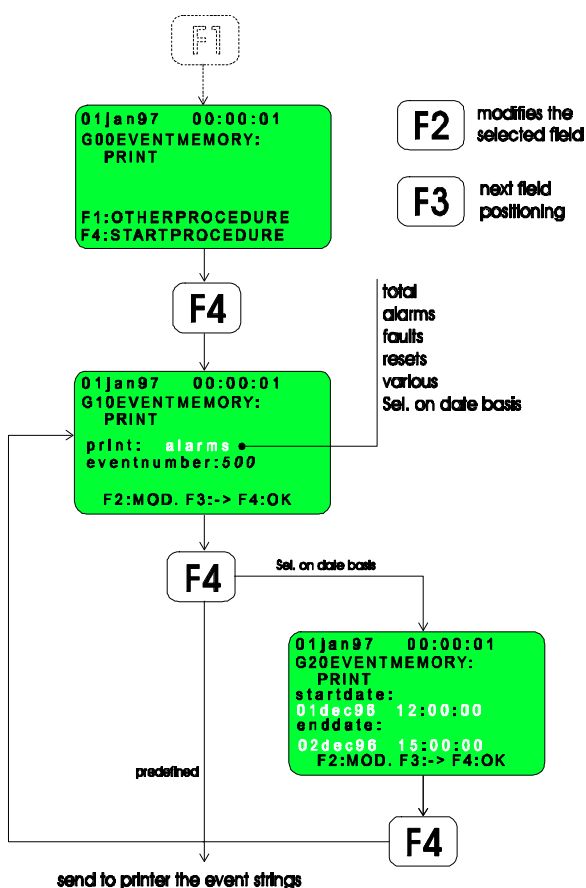 F1
01jan97 00:00:01
G00EVENTMEMORY:
PRINT
F1:OTHERPROCEDURE
F4:STARTPROCEDURE
F2
modifies the
selected field
F3
next field
positioning
F4
total
alarms
faults
resets
various
Sel. on date basis
01jan97 00:00:01
G10EVENTMEMORY:
PRINT
print: alarms
eventnumber:500
F2:MOD. F3:-> F4:OK
F4
Sel. on date basis
01jan97 00:00:01
G20EVENTMEMORY:
PRINT
startdate:
01dec96 12:00:00
enddate:
02dec96 15:00:00
F2:MOD. F3:-> F4:OK
predefined
F4
send to printer the event strings